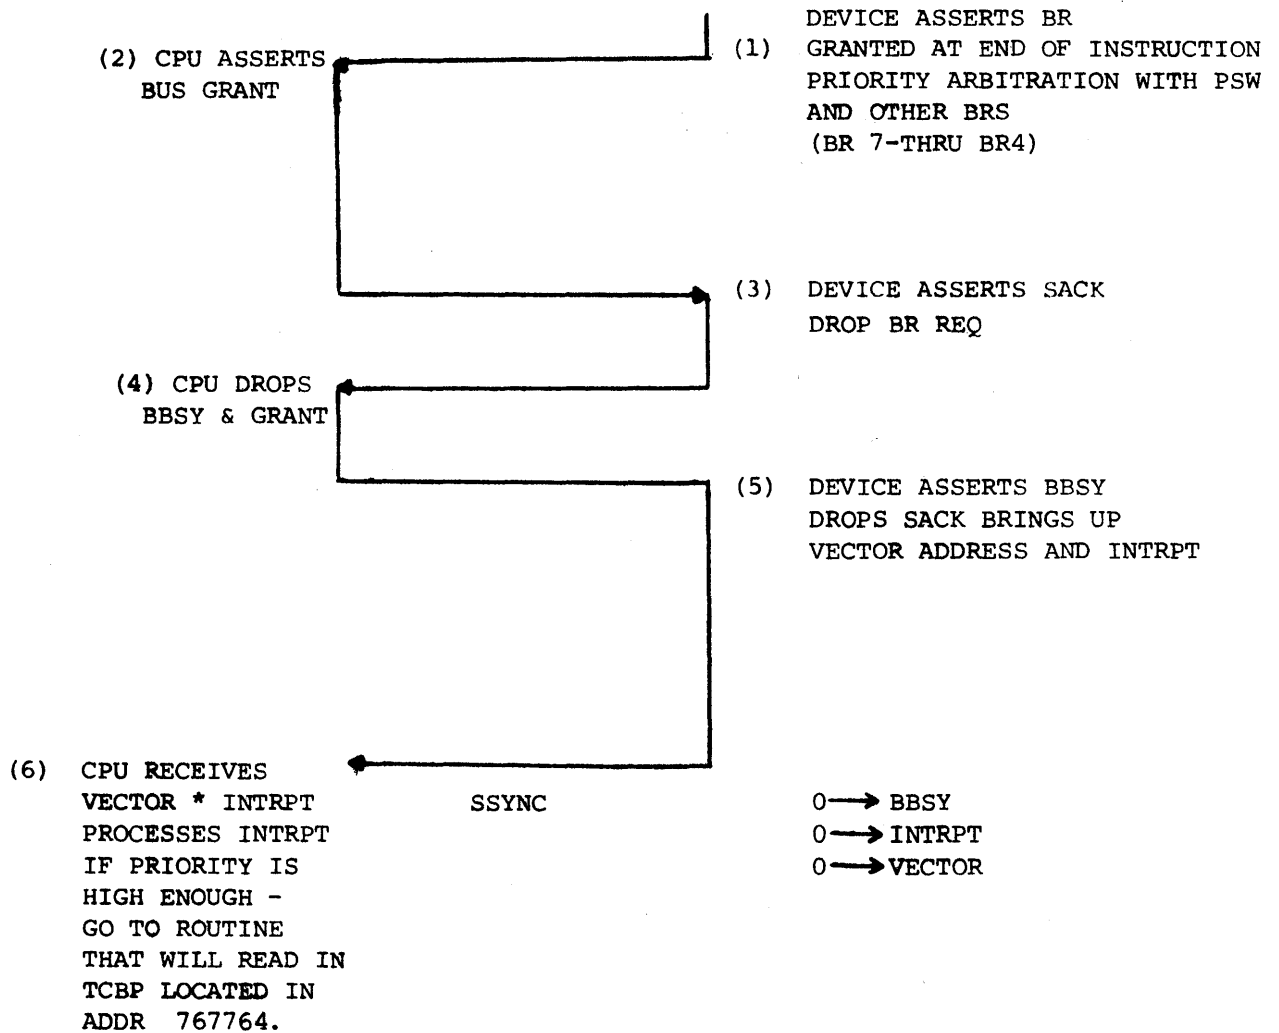 DEVICE ASSERTS BR
(1) GRANTED AT END OF INSTRUCTION
PRIORITY ARBITRATION WITH PSW
AND OTHER BRS
(BR 7-THRU BR4)
(2) CPU ASSERTS
BUS GRANT
(3) DEVICE ASSERTS SACK
DROP BR REQ
(4) CPU DROPS
BBSY & GRANT
(5) DEVICE ASSERTS BBSY
DROPS SACK BRINGS UP
VECTOR ADDRESS AND INTRPT
(6) CPU RECEIVES
VECTOR * INTRPT
PROCESSES INTRPT
IF PRIORITY IS
HIGH ENOUGH -
GO TO ROUTINE
THAT WILL READ IN
TCBP LOCATED IN
ADDR 767764.
SSYNC
0→BBSY
0→INTRPT
0→VECTOR